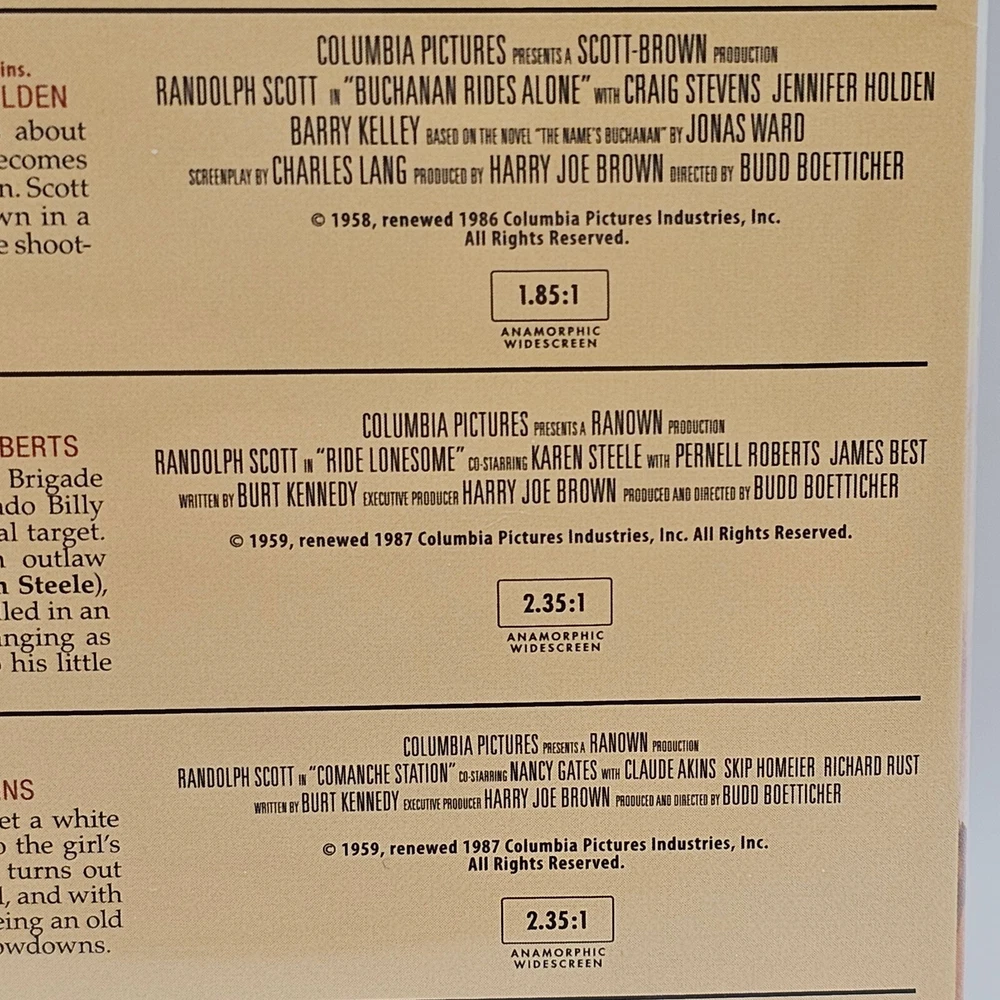 ins.
LDEN
about
ecomes
n. Scott
wn in a
e shoot-
COLUMBIA PICTURES PRESENTS A SCOTT-BROWN PRODUCTION
RANDOLPH SCOTT IN "BUCHANAN RIDES ALONE" WITH CRAIG STEVENS JENNIFER HOLDEN
BARRY KELLEY BASED ON THE NOVEL "THE NAME'S BUCHANAN" BY JONAS WARD
SCREENPLAY BY CHARLES LANG PRODUCED BY HARRY JOE BROWN DIRECTED BY BUDD BOETTICHER
© 1958, renewed 1986 Columbia Pictures Industries, Inc.
All Rights Reserved.
1.85:1
ANAMORPHIC
WIDESCREEN
BERTS
Brigade
ado Billy
al target.
n outlaw
n Steele),
lled in an
anging as
o his little
COLUMBIA PICTURES PRESENTS A RANOWN PRODUCTION
RANDOLPH SCOTT IN "RIDE LONESOME" CO-STARRING KAREN STEELE WITH PERNELL ROBERTS JAMES BEST
WRITTEN BY BURT KENNEDY EXECUTIVE PRODUCER HARRY JOE BROWN PRODUCED AND DIRECTED BY BUDD BOETTICHER
© 1959, renewed 1987 Columbia Pictures Industries, Inc. All Rights Reserved.
2.35:1
ANAMORPHIC
WIDESCREEN
NS
et a white
o the girl's
turns out
l, and with
eing an old
owdowns.
COLUMBIA PICTURES PRESENTS A RANOWN PRODUCTION
RANDOLPH SCOTT IN "COMANCHE STATION" CO-STARRING NANCY GATES WITH CLAUDE AKINS SKIP HOMEIER RICHARD RUST
WRITTEN BY BURT KENNEDY EXECUTIVE PRODUCER HARRY JOE BROWN PRODUCED AND DIRECTED BY BUDD BOETTICHER
© 1959, renewed 1987 Columbia Pictures Industries, Inc.
All Rights Reserved.
2.35:1
ANAMORPHIC
WIDESCREEN